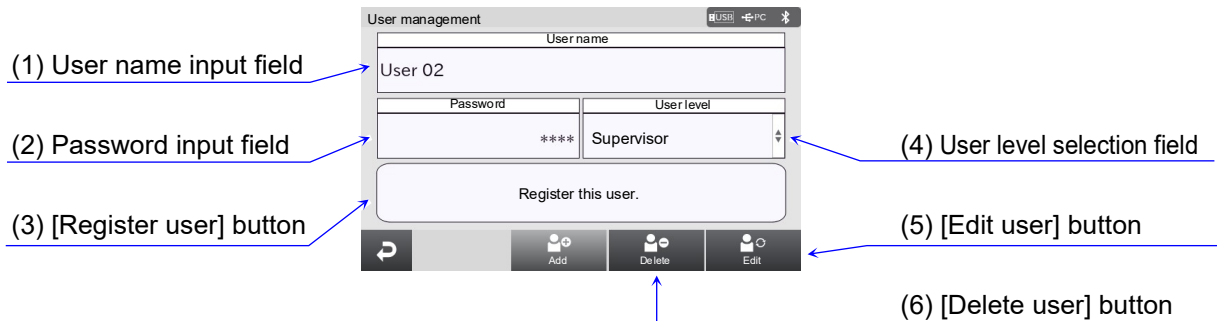 User management
USB PC
User name
(1) User name input field
User 02
Password
User level
(2) Password input field
****
Supervisor
(4) User level selection field
Register this user.
(3) [Register user] button
(5) [Edit user] button
Add
Delete
Edit
(6) [Delete user] button